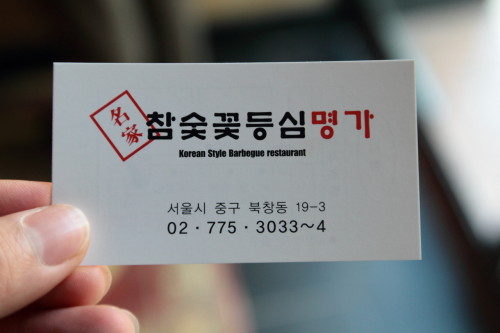 名家
참숯꽃등심명가
Korean Style Barbegue restaurant
서울시 중구 북창동 19-3
02·775·3033~4